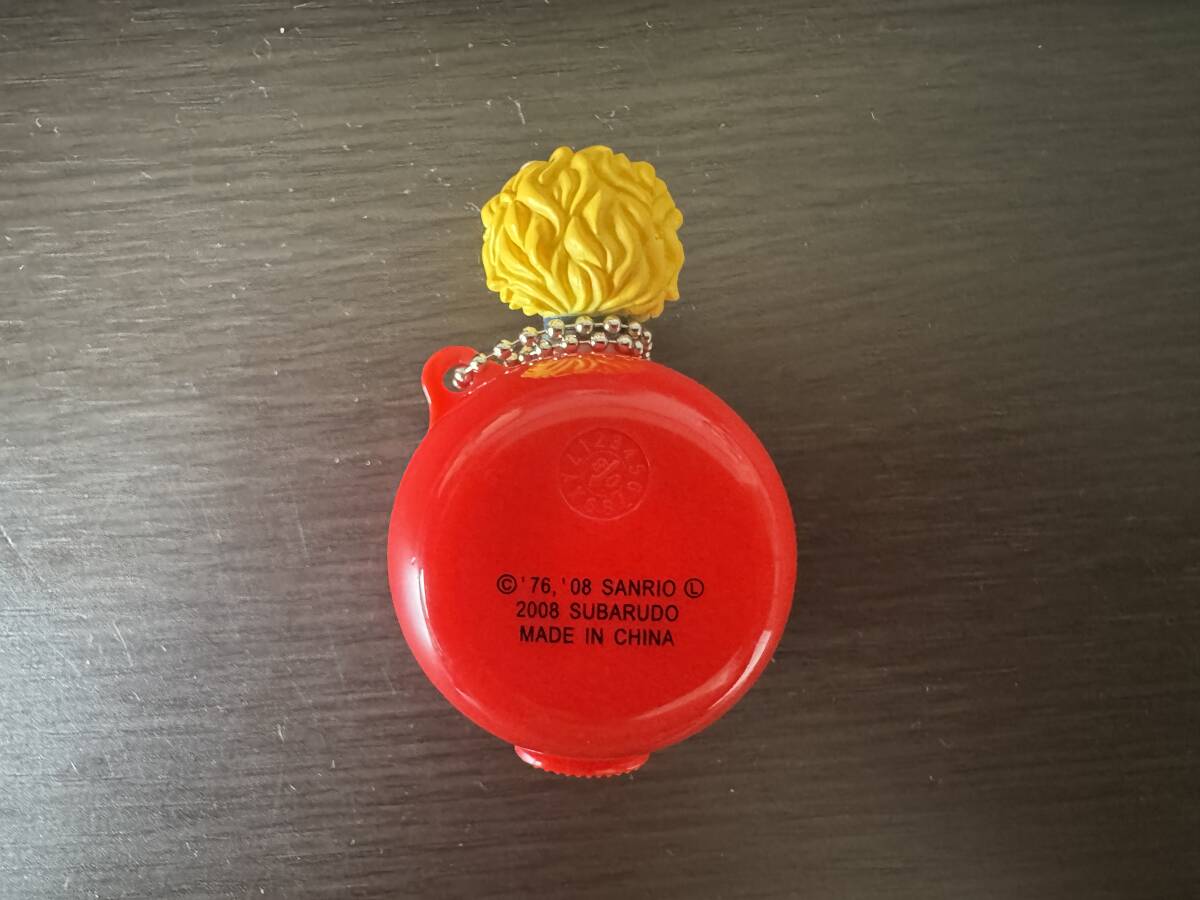 ©'76,'08 SANRIO Ⓛ
2008 SUBARUDO
MADE IN CHINA